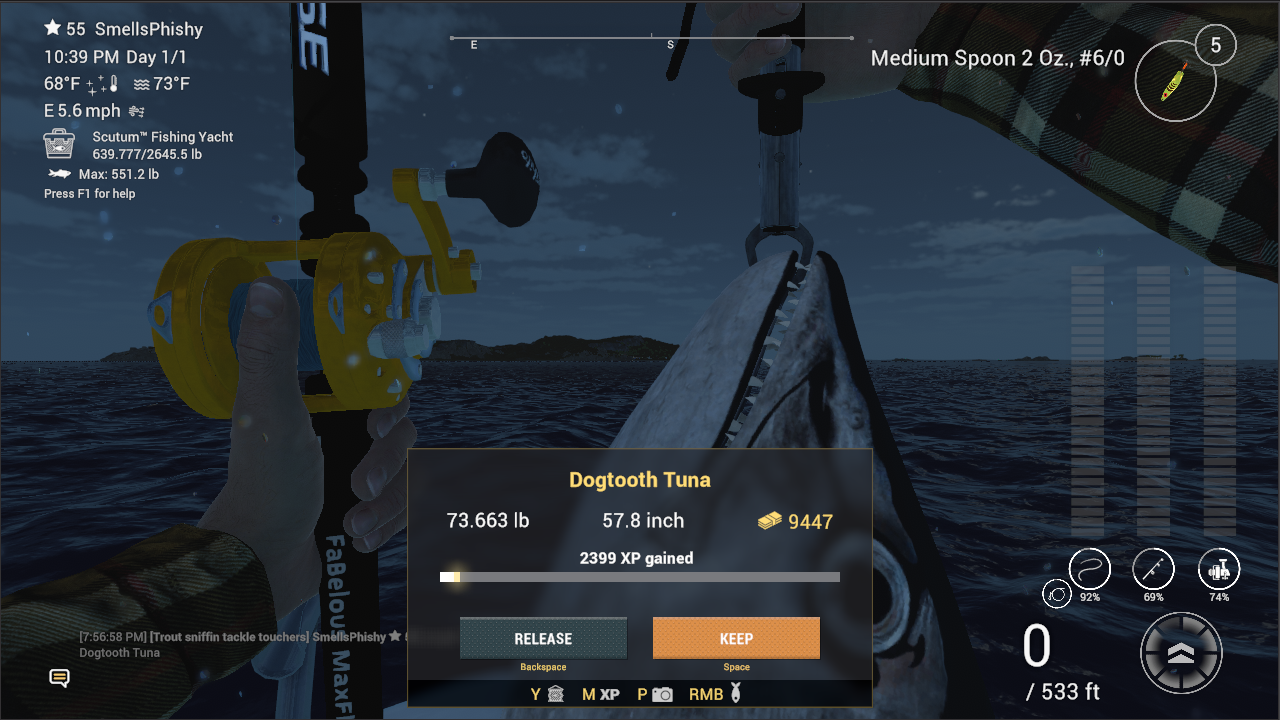 55 SmellsPhishy
10:39 PM Day 1/1
68°F 73°F
E 5.6 mph
Scutum™ Fishing Yacht
639.777/2645.5 lb
Max: 551.2 lb
Press F1 for help
E S
Medium Spoon 2 Oz., #6/0
5
SE
Dogtooth Tuna
73.663 lb 57.8 inch 9447
2399 XP gained
RELEASE KEEP
Backspace Space
Y M XP P RMB
FaBelou MaxFl
[7:56:58 PM] [Trout sniffin tackle touchers] SmellsPhishy
Dogtooth Tuna
92% 69% 74%
0
/ 533 ft